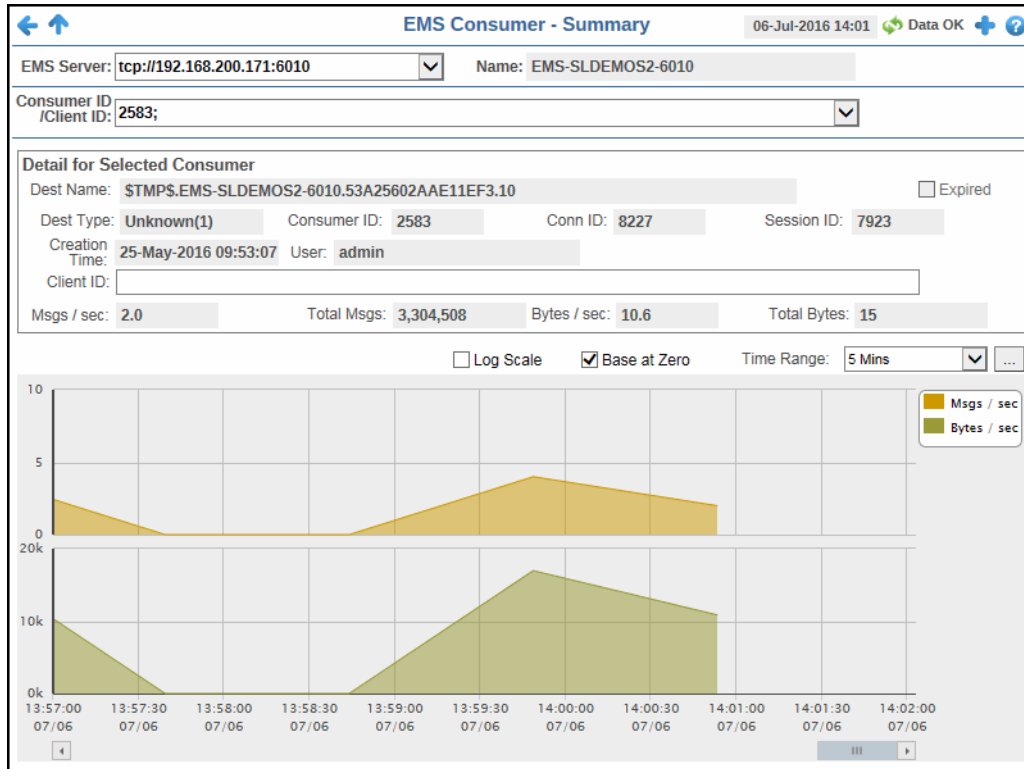 EMS Consumer - Summary 06-Jul-2016 14:01 Data OK ?
EMS Server: tcp://192.168.200.171:6010 Name: EMS-SLDEMOS2-6010
Consumer ID
/Client ID: 2583;
Detail for Selected Consumer
Dest Name: $TMP$.EMS-SLDEMOS2-6010.53A25602AAE11EF3.10 Expired
Dest Type: Unknown(1) Consumer ID: 2583 Conn ID: 8227 Session ID: 7923
Creation
Time: 25-May-2016 09:53:07 User: admin
Client ID:
Msgs / sec: 2.0 Total Msgs: 3,304,508 Bytes / sec: 10.6 Total Bytes: 15
Log Scale Base at Zero Time Range: 5 Mins ...
10
Msgs / sec
Bytes / sec
5
0
20k
10k
0k
13:57:00 13:57:30 13:58:00 13:58:30 13:59:00 13:59:30 14:00:00 14:00:30 14:01:00 14:01:30 14:02:00
07/06 07/06 07/06 07/06 07/06 07/06 07/06 07/06 07/06 07/06 07/06